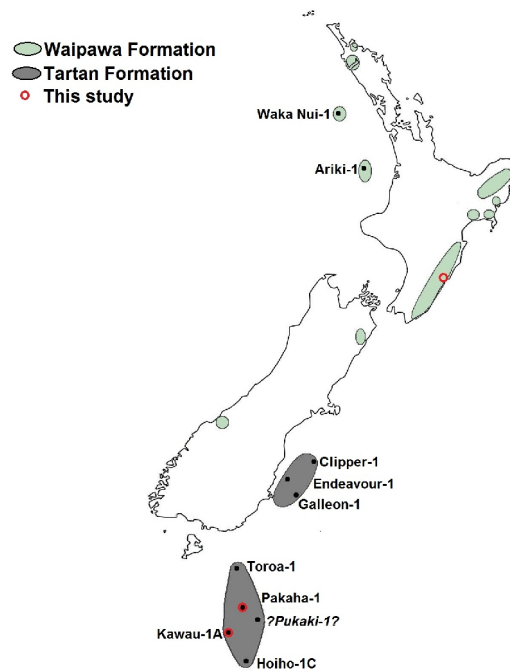 Waipawa Formation
Tartan Formation
This study
Waka Nui-1
Ariki-1
Clipper-1
Endeavour-1
Galleon-1
Toroa-1
Pakaha-1
?Pukaki-1?
Kawau-1A
Hoiho-1C